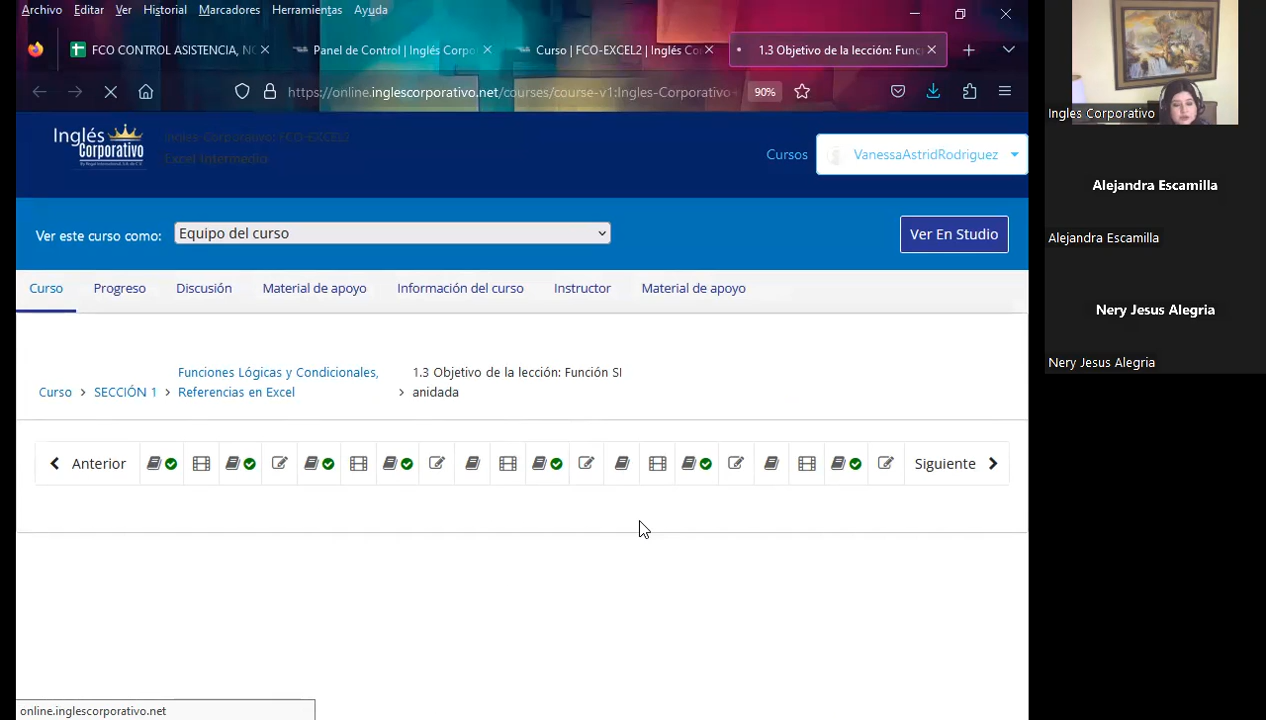 Archivo Editar Ver Historial Marcadores Herramientas Ayuda
FCO CONTROL ASISTENCIA, NO
Panel de Control | Inglés Corpo
Curso | FCO-EXCEL2 | Inglés Co
1.3 Objetivo de la lección: Func
https://online.inglescorporativo.net/courses/course-v1:Ingles-Corporativo
90%
Inglés
Corporativo
Ingles-Corporativo: FCO-EXCEL2
Excel Intermedio
Cursos
VanessaAstridRodriguez
Ver este curso como:
Equipo del curso
Ver En Studio
Curso Progreso Discusión Material de apoyo Información del curso Instructor Material de apoyo
Curso > SECCIÓN 1 > Funciones Lógicas y Condicionales,
Referencias en Excel
> 1.3 Objetivo de la lección: Función SI
anidada
Anterior
Siguiente
online.inglescorporativo.net
Ingles Corporativo
Alejandra Escamilla
Alejandra Escamilla
Nery Jesus Alegria
Nery Jesus Alegria